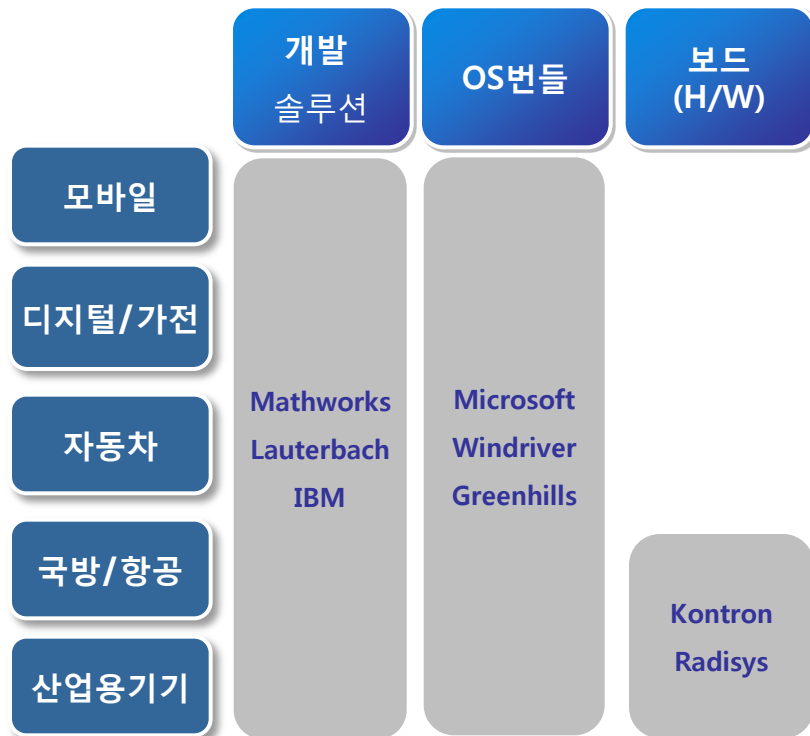 개발
솔루션
OS번들
보드
(H/W)
모바일
디지털/가전
자동차
국방/항공
산업용기기
Mathworks
Lauterbach
IBM
Microsoft
Windriver
Greenhills
Kontron
Radisys